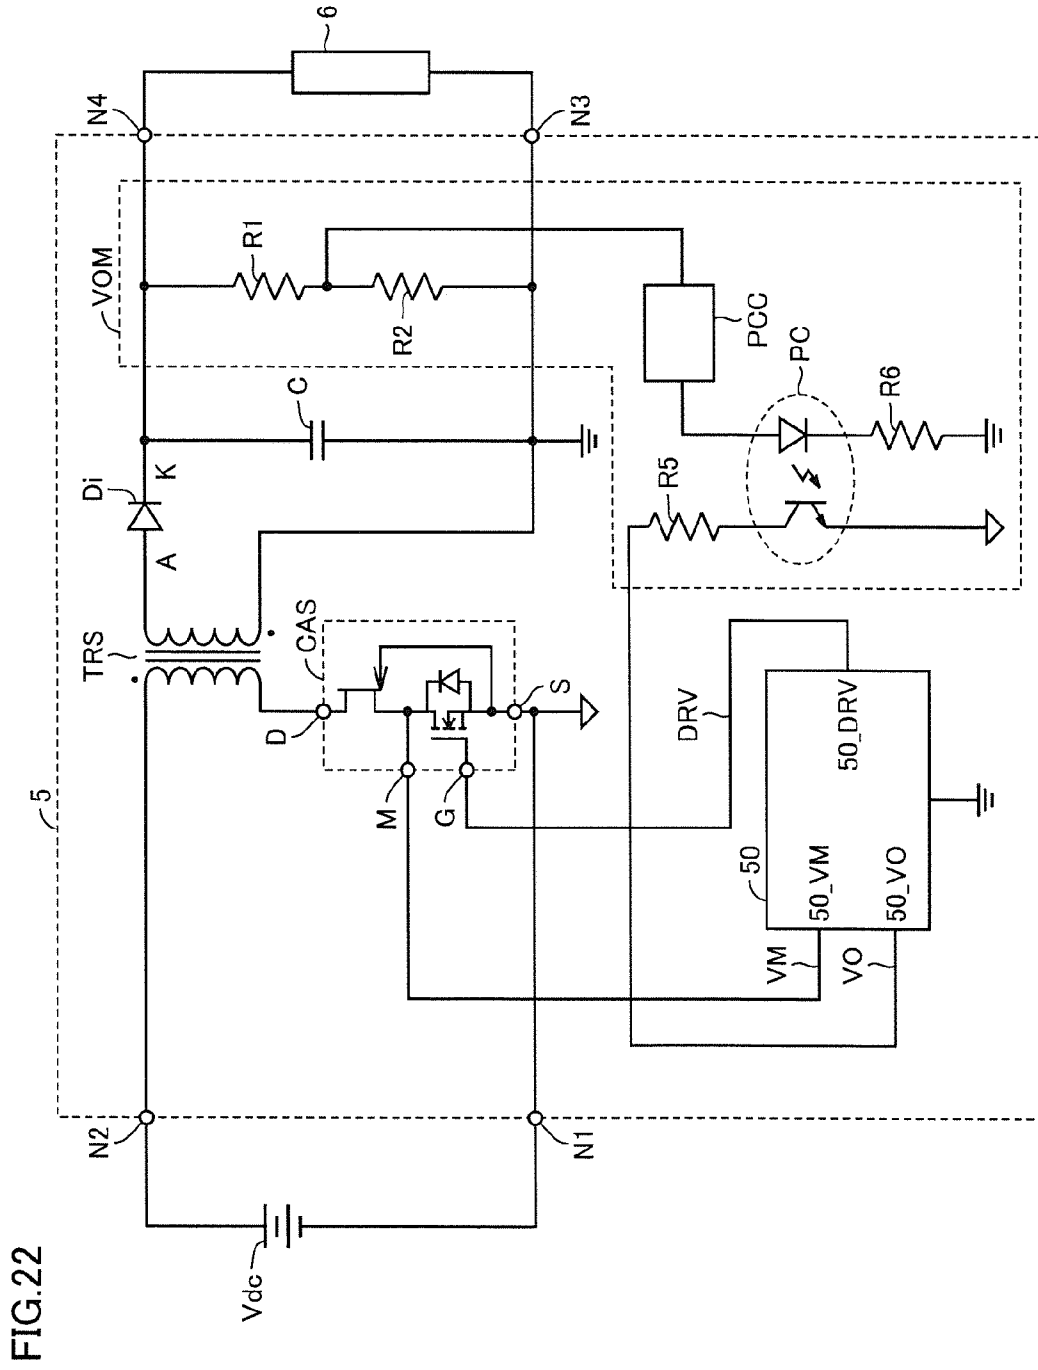 FIG.22
5
6
N4
VOM
Di
K
A
TRS
N2
R1
C
R2
CAS
D
M
G
S
N3
N1
Vdc
PCC
PC
R5
R6
DRV
50
50_VM
50_VO
50_DRV
VM
VO